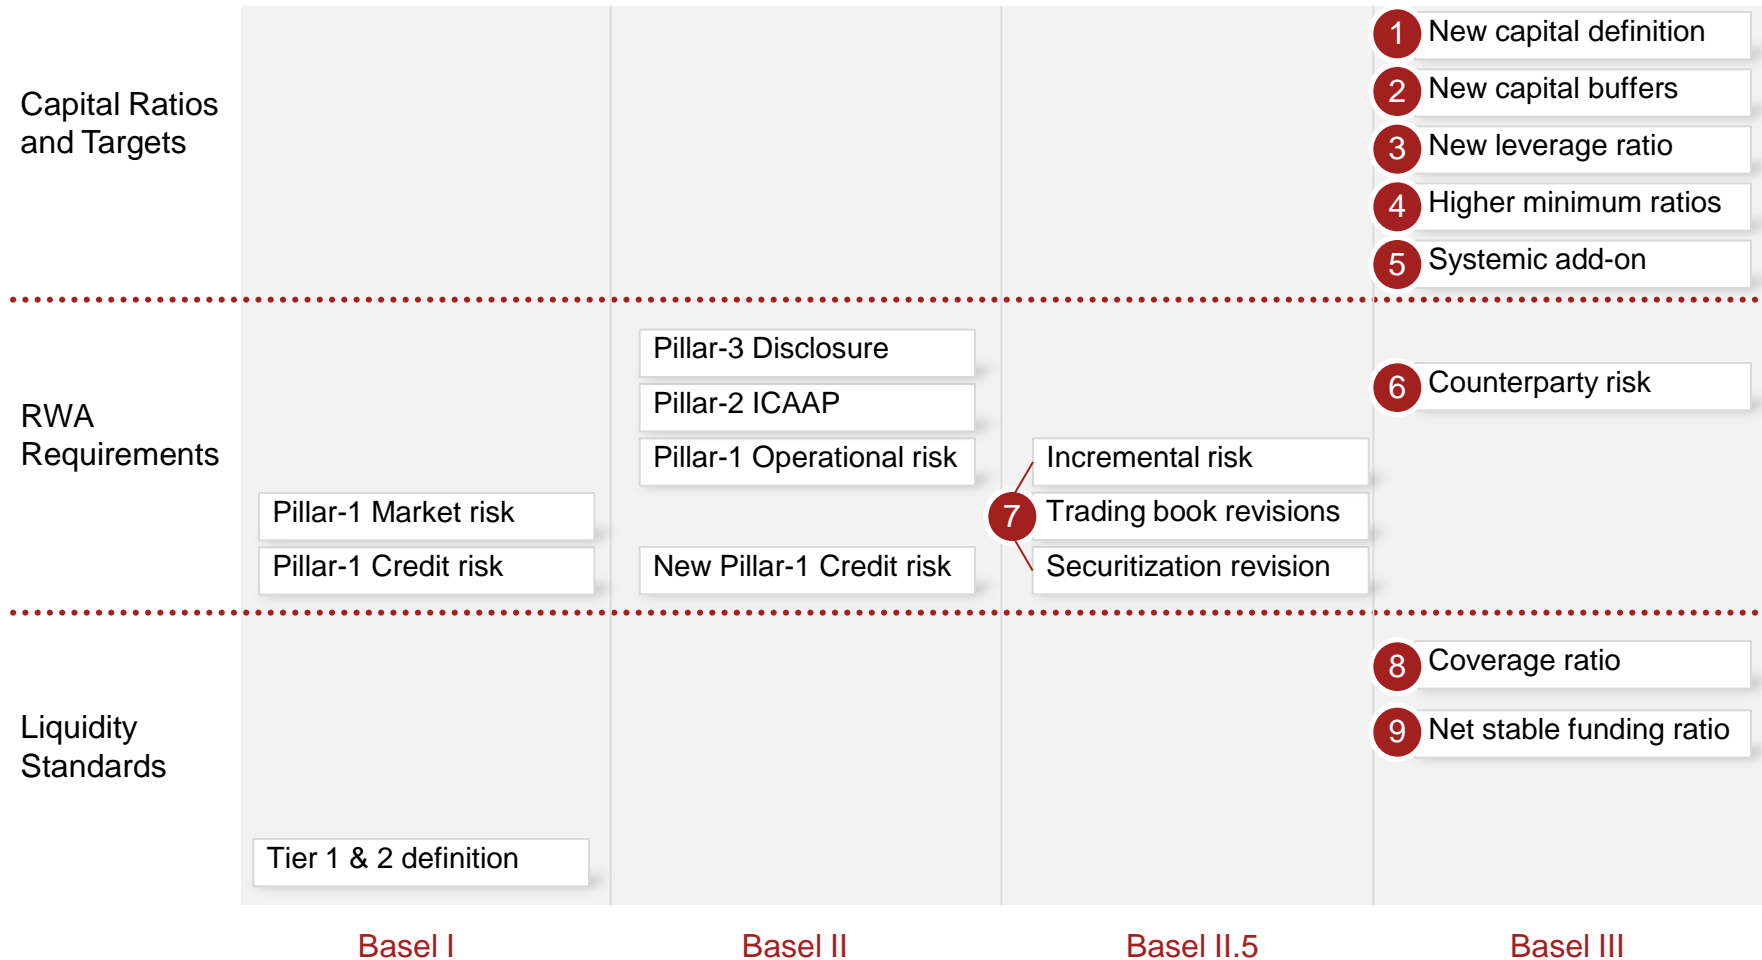 Capital Ratios
and Targets
1 New capital definition
2 New capital buffers
3 New leverage ratio
4 Higher minimum ratios
5 Systemic add-on
RWA
Requirements
Pillar-1 Market risk
Pillar-1 Credit risk
Pillar-3 Disclosure
Pillar-2 ICAAP
Pillar-1 Operational risk
New Pillar-1 Credit risk
7
Incremental risk
Trading book revisions
Securitization revision
6 Counterparty risk
Liquidity
Standards
Tier 1 & 2 definition
8 Coverage ratio
9 Net stable funding ratio
Basel I
Basel II
Basel II.5
Basel III